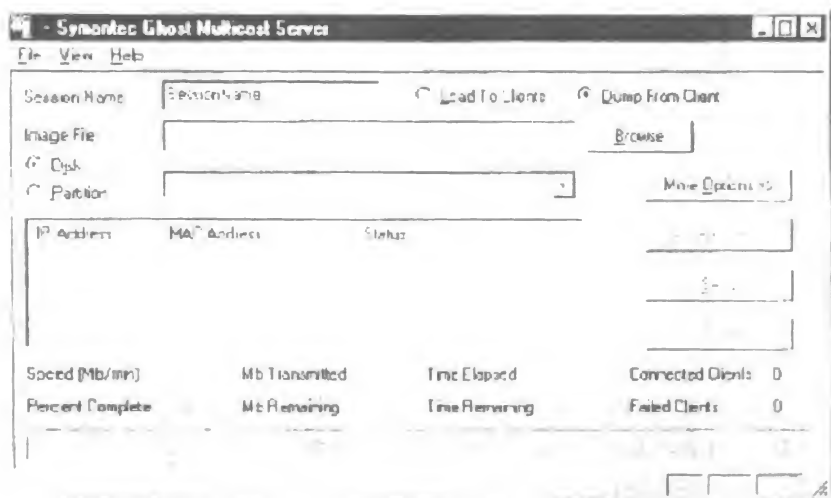 - Symantec Ghost Multicast Server
File View Help
Session Name SessionName Load To Clients Dump From Client
Image File Browse
Disk
Partition More Options >>
IP Address MAC Address Status
Speed (Mb/min) Mb Transmitted Time Elapsed Connected Clients 0
Percent Complete Mb Remaining Time Remaining Failed Clients 0